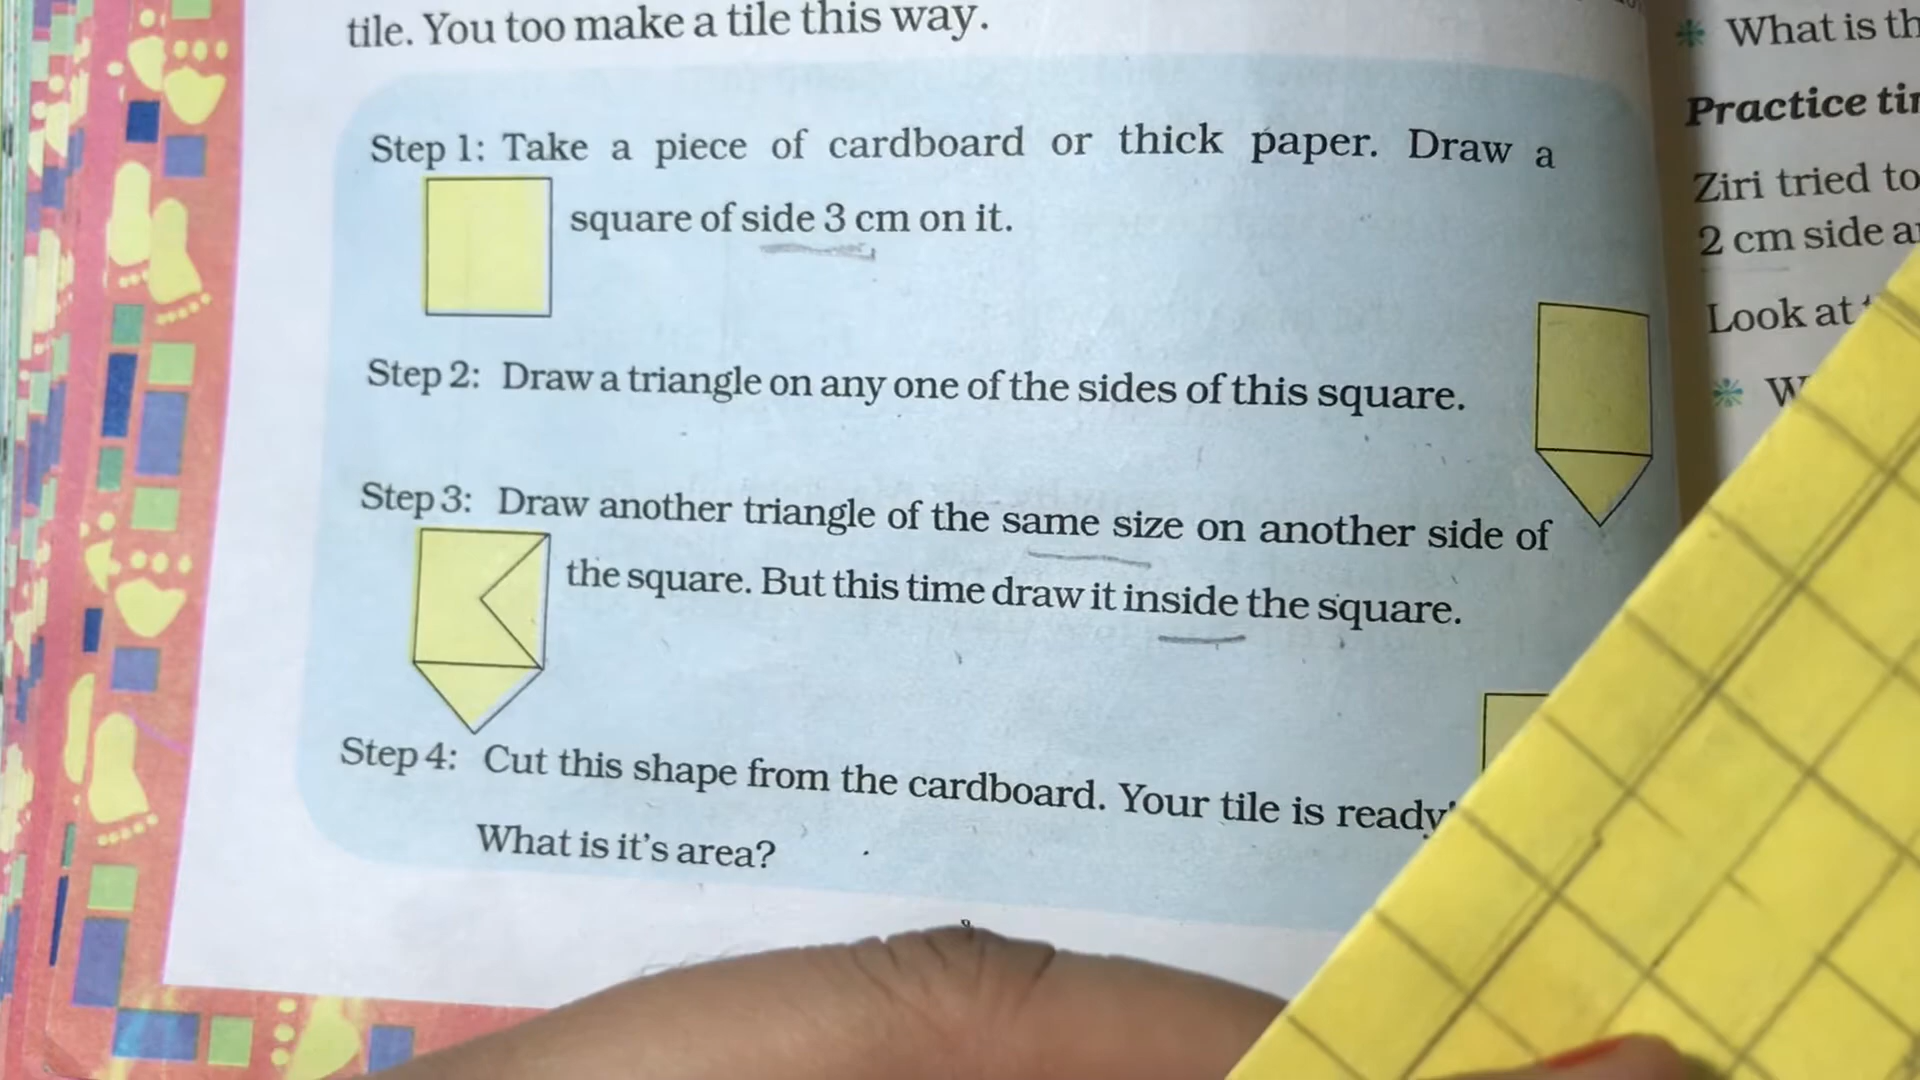 tile. You too make a tile this way.
Step 1: Take a piece of cardboard or thick paper. Draw a
square of side 3 cm on it.
Step 2: Draw a triangle on any one of the sides of this square.
Step 3: Draw another triangle of the same size on another side of
the square. But this time draw it inside the square.
Step 4: Cut this shape from the cardboard. Your tile is ready
What is it's area?
What is th
Practice
Ziri tried to
2 cm side
Look at